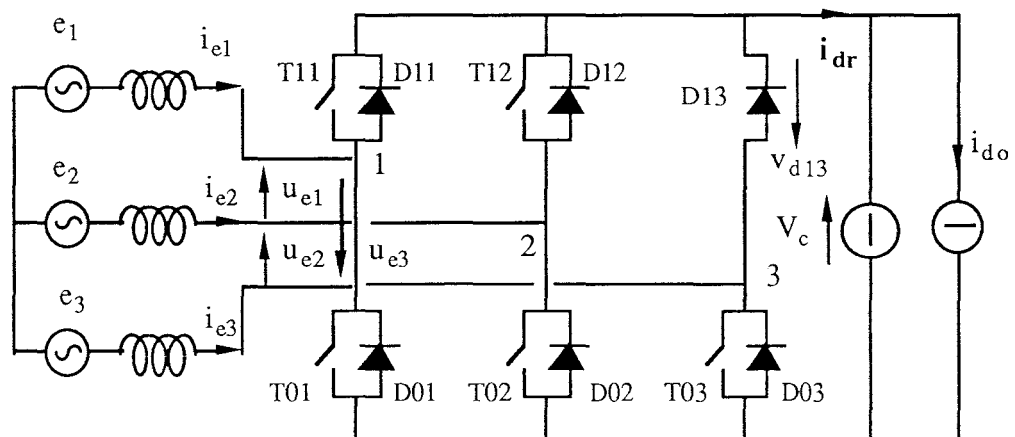 e1
ie1
T11
D11
T12
D12
D13
idr
vd13
ido
1
e2
ie2
ue1
ue2
ue3
2
Vc
3
e3
ie3
T01
D01
T02
D02
T03
D03